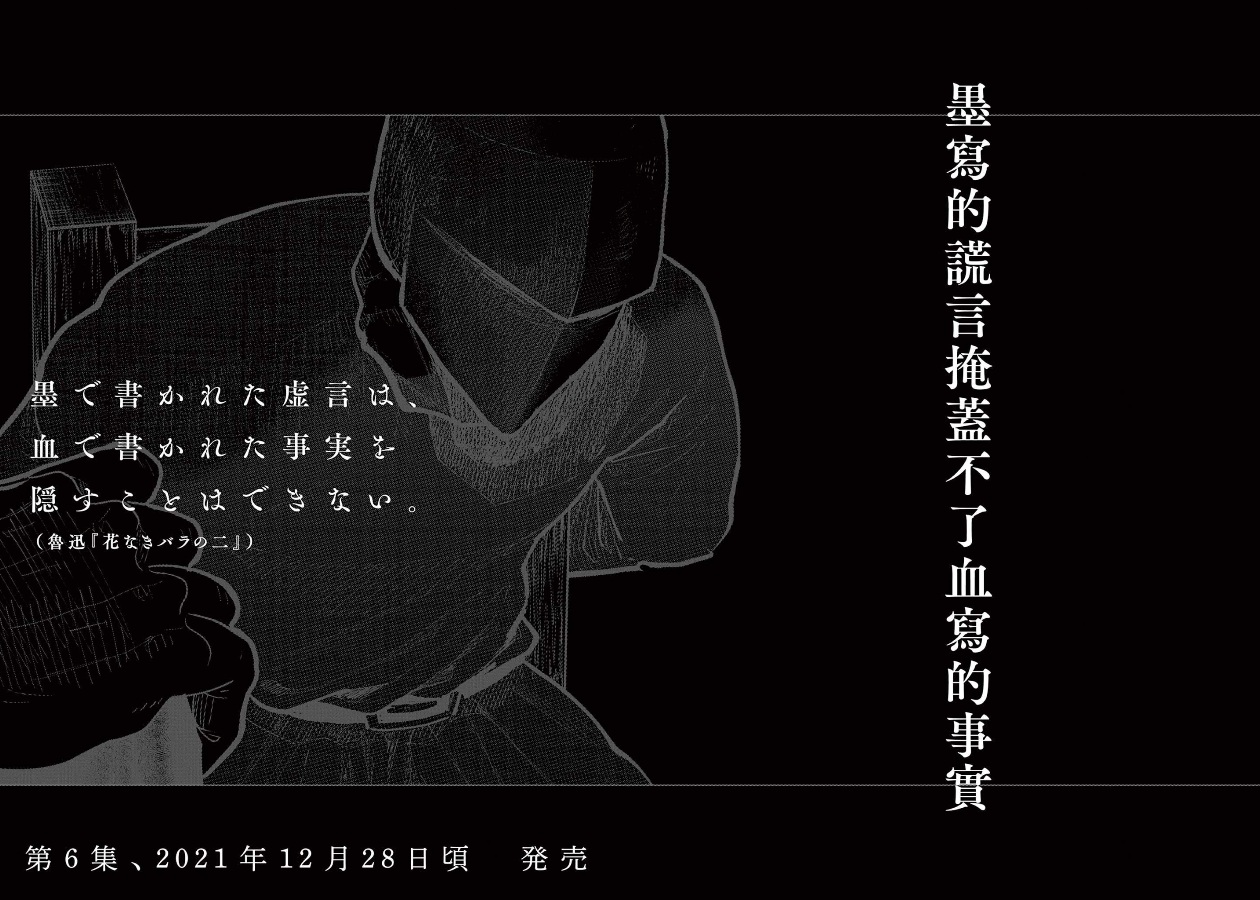 墨寫的謊言掩蓋不了血寫的事實
墨で書かれた虚言は、
血で書かれた事実を
隠すことはできない。
（魯迅『花なきバラの二』）
第6集、2021年12月28日頃　発売